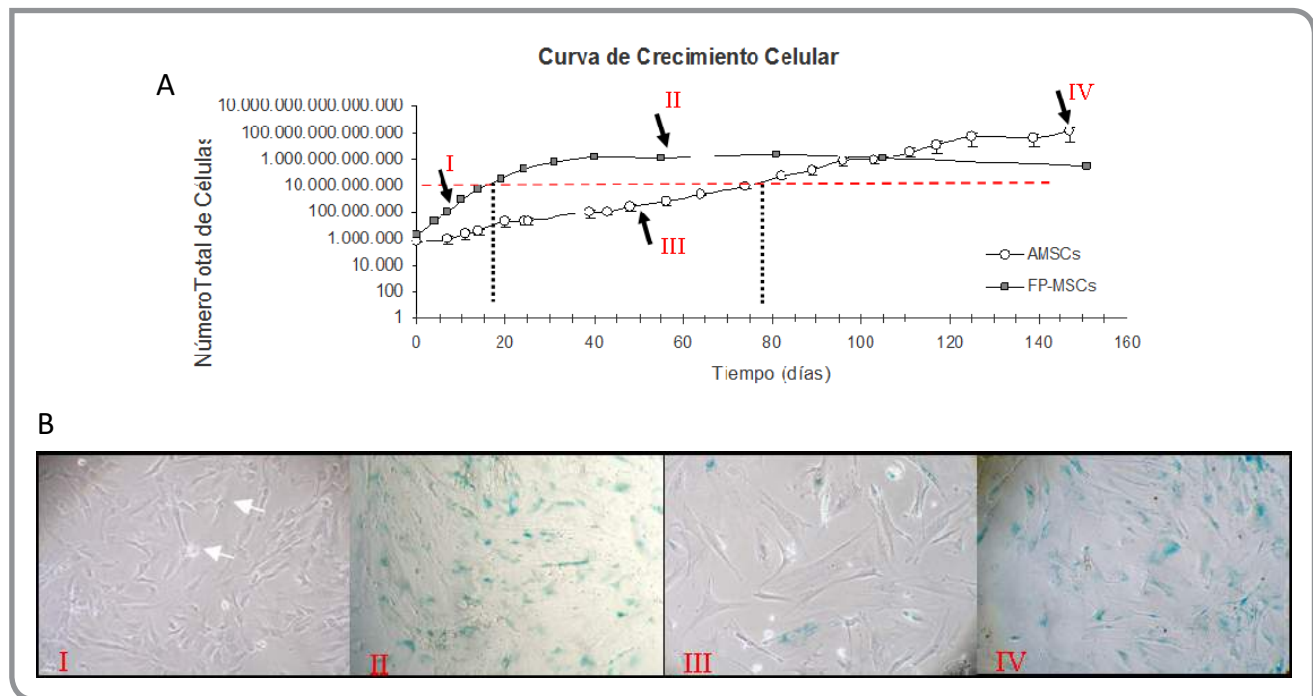 Curva de Crecimiento Celular
A
NúmeroTotal de Células
10.000.000.000.000.000
100.000.000.000.000
1.000.000.000.000
10.000.000.000
100.000.000
1.000.000
10.000
100
1
I
II
III
IV
AMSCs
FP-MSCs
0
20
40
60
80
100
120
140
160
Tiempo (días)
B
I
II
III
IV